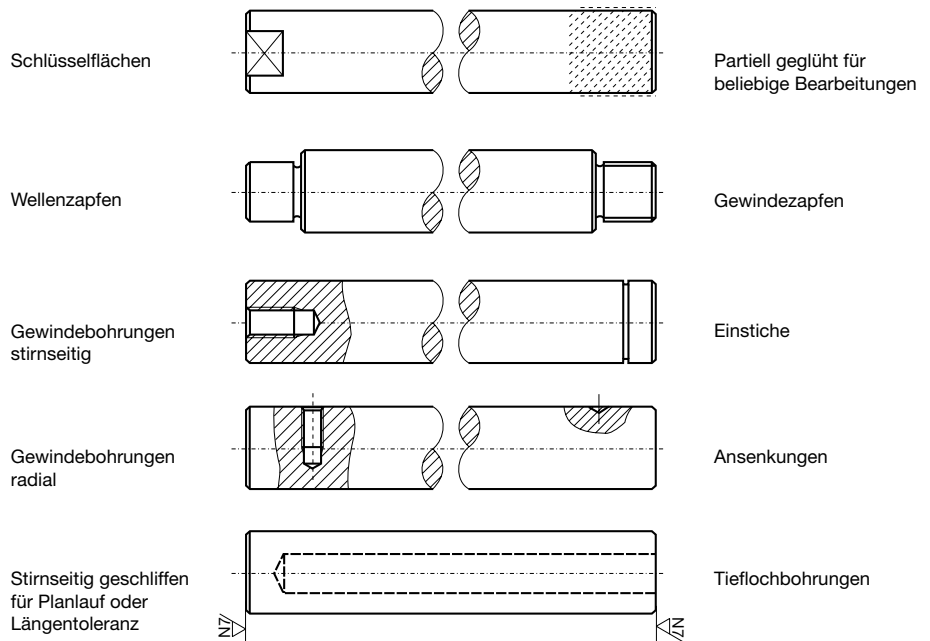 Schlüsselflächen
Partiell geglüht für
beliebige Bearbeitungen
Wellenzapfen
Gewindezapfen
Gewindebohrungen
stirnseitig
Einstiche
Gewindebohrungen
radial
Ansenkungen
Stirnseitig geschliffen
für Planlauf oder
Längentoleranz
Tieflochbohrungen
N7
N7